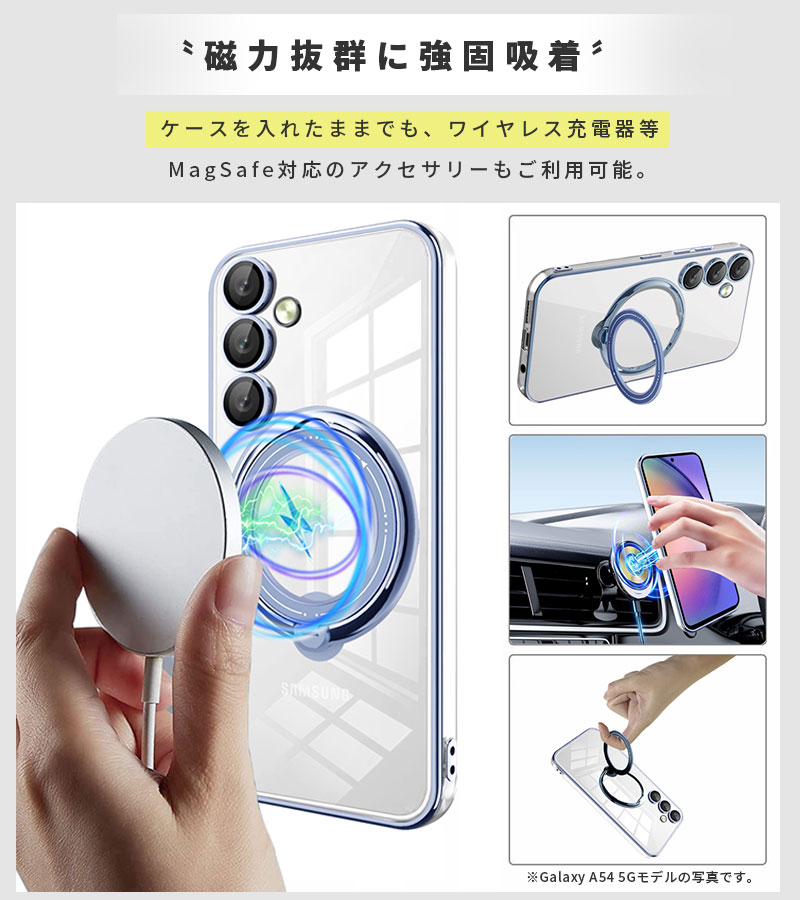 〝磁力抜群に強固吸着〞
ケースを入れたままでも、ワイヤレス充電器等
MagSafe対応のアクセサリーもご利用可能。
SAMSUNG
SAMSUNG
※Galaxy A54 5Gモデルの写真です。